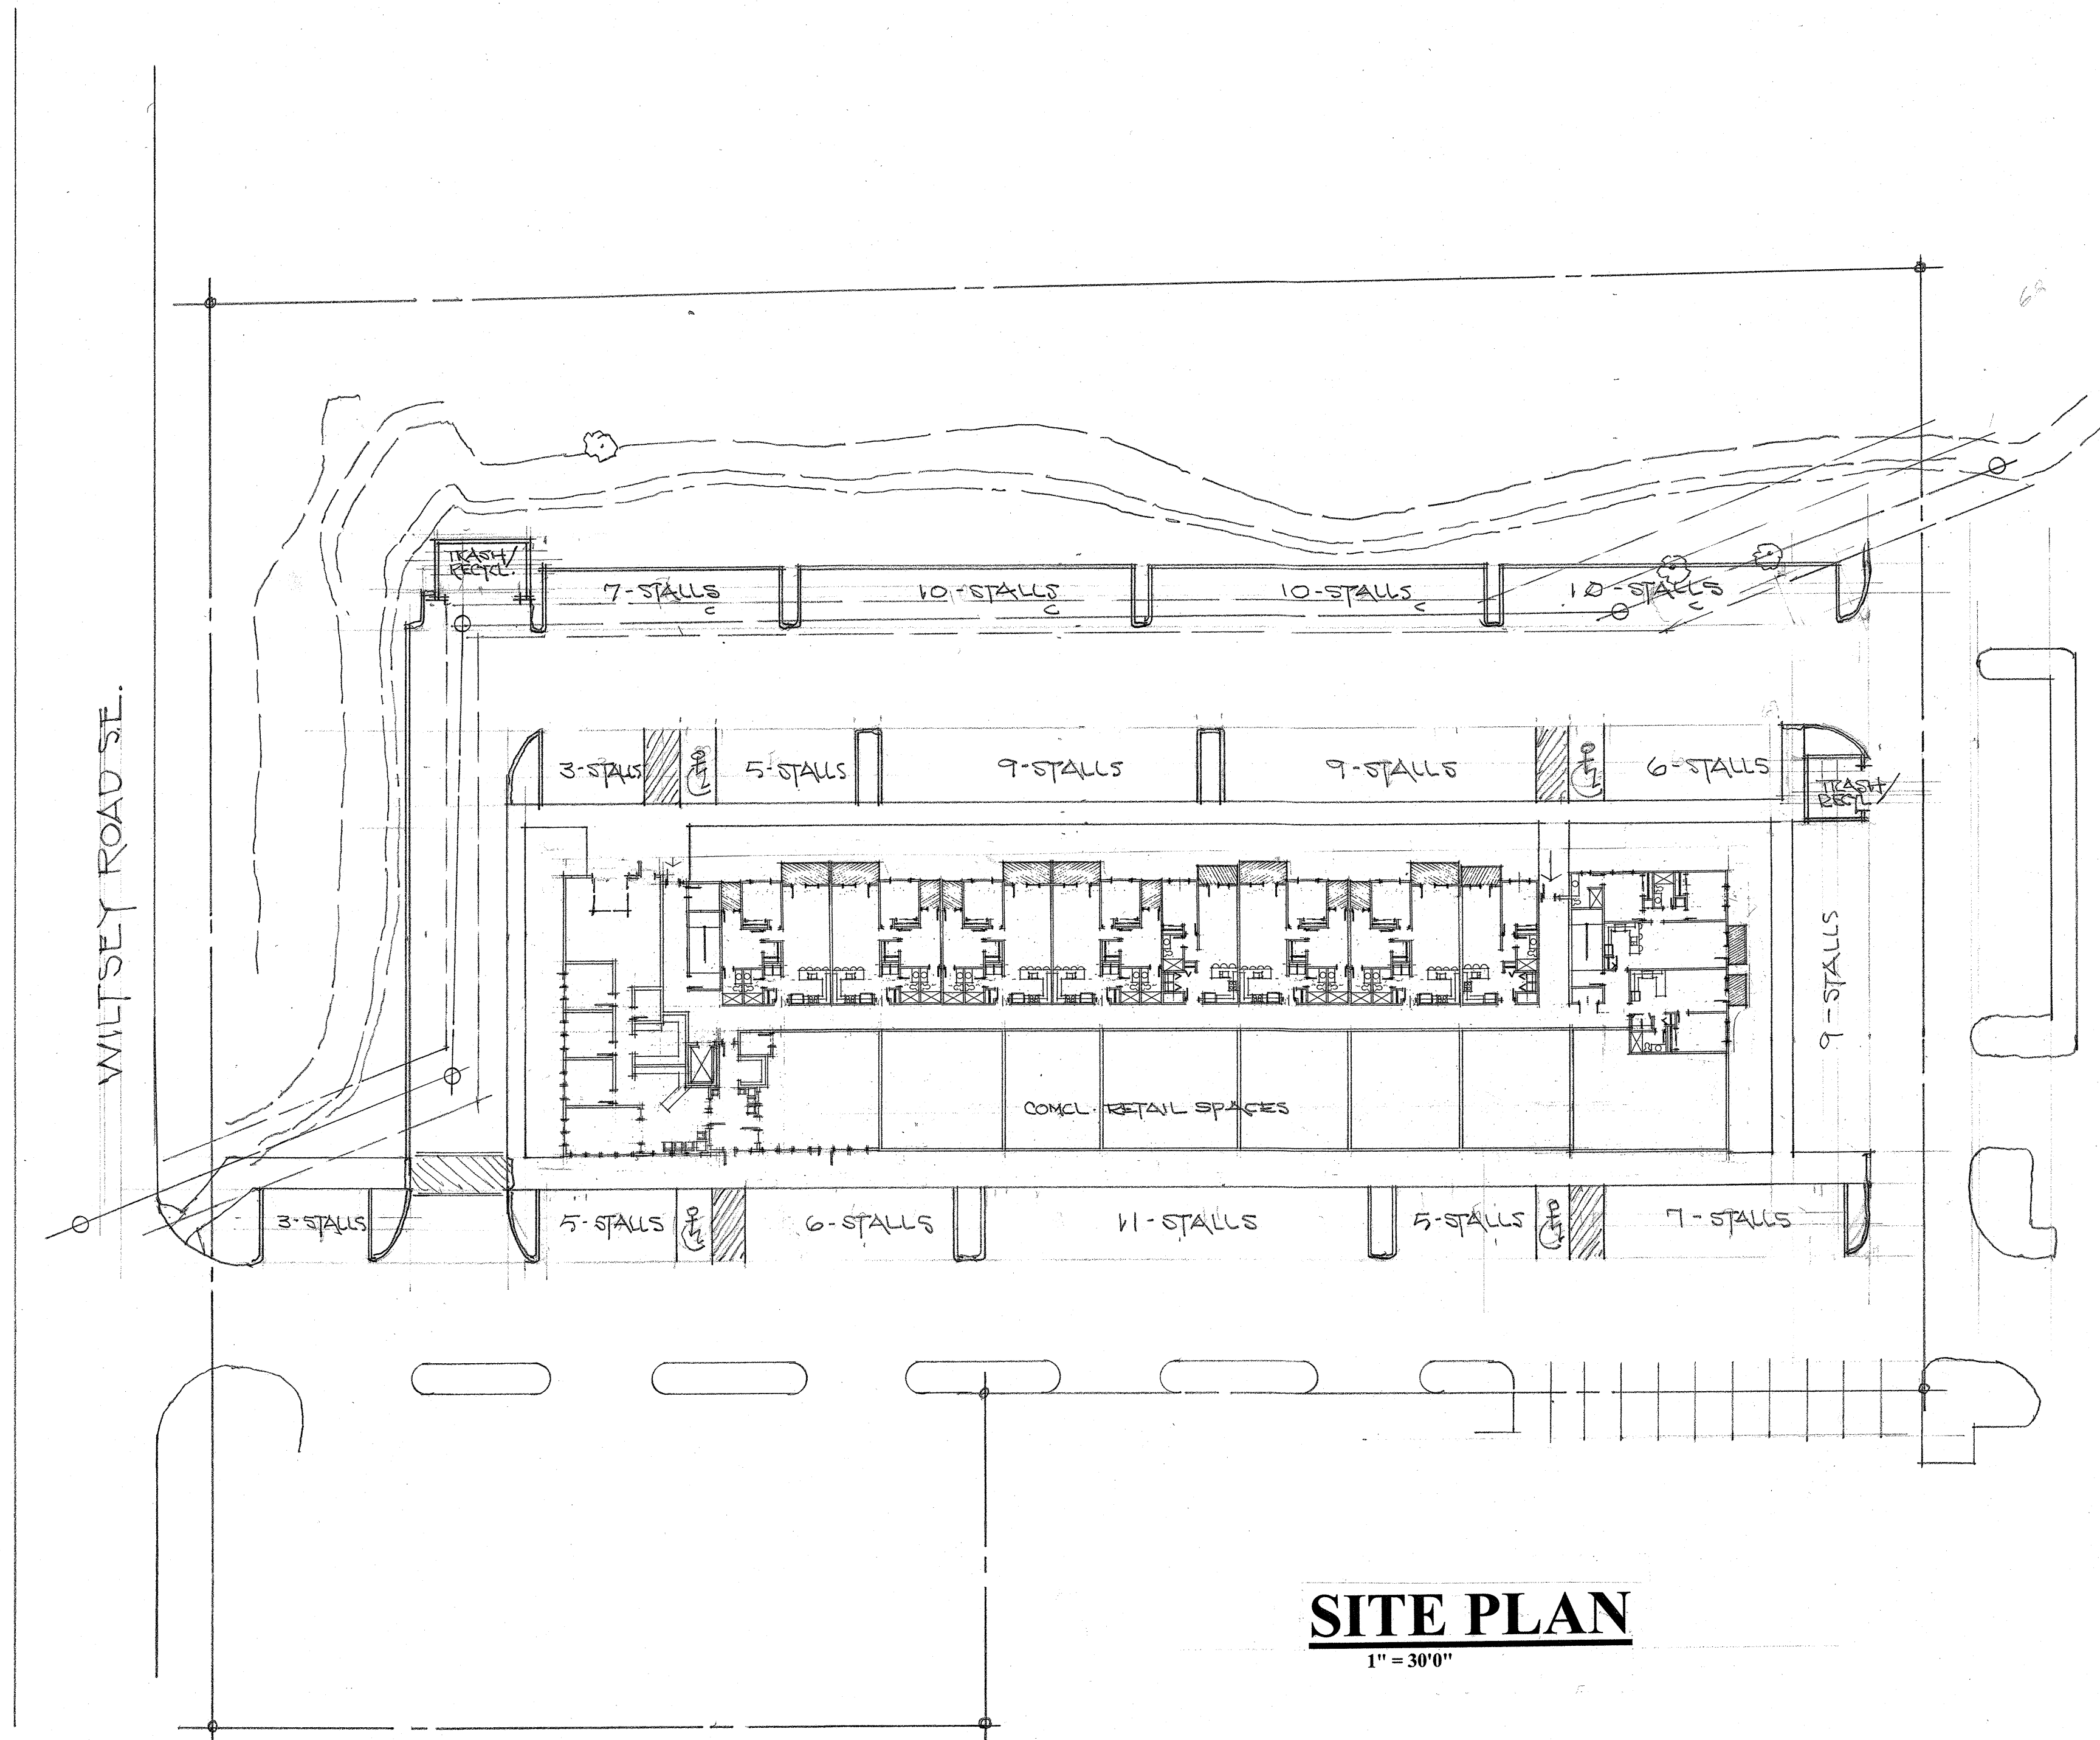 TRASH/
RECYCL.
7-STALLS
C
10-STALLS
C
10-STALLS
C
10-STALLS
C
WILTSEY ROAD S.E.
3-STALLS
5-STALLS
9-STALLS
9-STALLS
6-STALLS
TRASH/
RECYL
9-STALLS
COMCL. RETAIL SPACES
3-STALLS
5-STALLS
6-STALLS
11-STALLS
5-STALLS
7-STALLS
SITE PLAN
1" = 30'0"